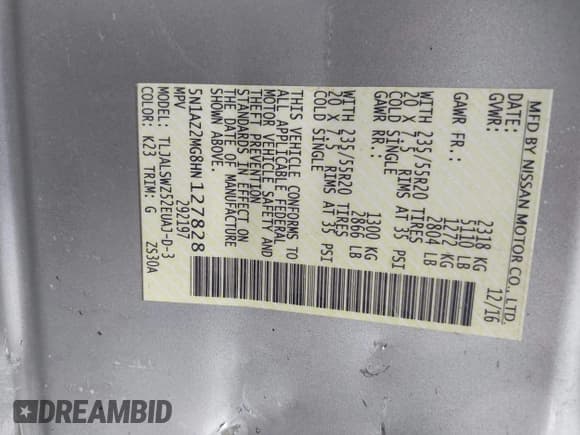 MFD BY NISSAN MOTOR CO., LTD.
DATE: 12/16
GVWR: 2318 KG
5110 LB
GAWR FR.: 1272 KG
WITH 235/55R20 2804 LB
20 X 7.5 RIMS TIRES
COLD SINGLE AT 35 PSI
GAWR RR.: 1300 KG
WITH 235/55R20 2866 LB
20 X 7.5 RIMS TIRES
COLD SINGLE AT 35 PSI
THIS VEHICLE CONFORMS TO
ALL APPLICABLE FEDERAL
MOTOR VEHICLE SAFETY AND
THEFT PREVENTION
STANDARDS IN EFFECT ON
THE DATE OF MANUFACTURE
SHOWN ABOVE.
5N1AZ2MG8HN127828
MPV 292197
TLJALSWZ52EUAJ-D-3
COLOR: K23 TRIM: G ZS30A
DREAMBID